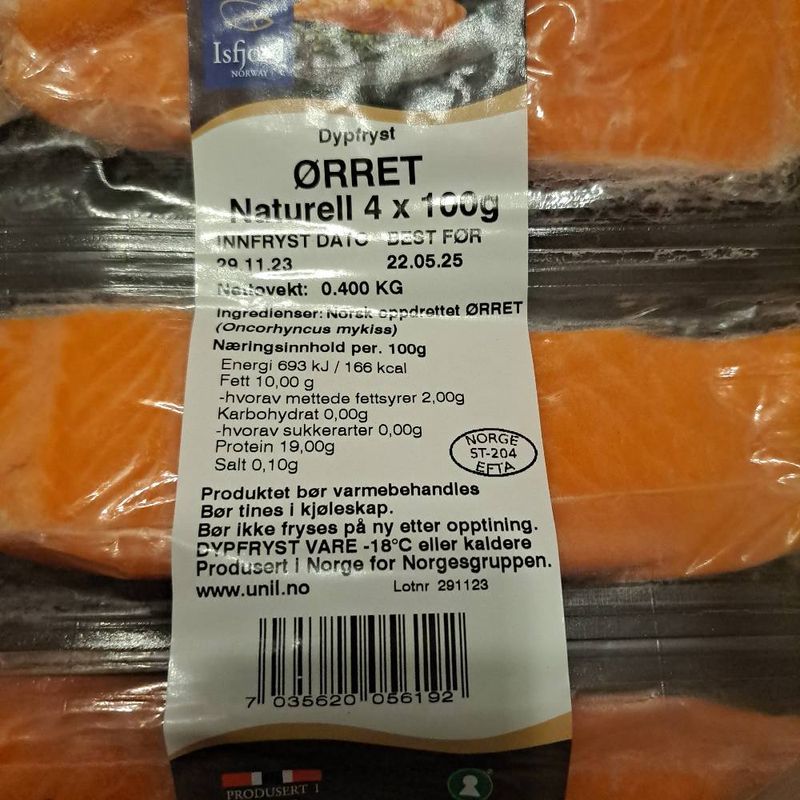 Isfjord
NORWAY
Dypfryst
ØRRET
Naturell 4 x 100g
INNFRYST DATO BEST FØR
29.11.23 22.05.25
Nettovekt: 0.400 KG
Ingredienser: Norsk oppdrettet ØRRET
(Oncorhyncus mykiss)
Næringsinnhold per. 100g
Energi 693 kJ / 166 kcal
Fett 10,00 g
-hvorav mettede fettsyrer 2,00g
Karbohydrat 0,00g
-hvorav sukkerarter 0,00g
Protein 19,00g
Salt 0,10g
NORGE
ST-204
EFTA
Produktet bør varmebehandles
Bør tines i kjøleskap.
Bør ikke fryses på ny etter opptining.
DYPFRYST VARE -18°C eller kaldere
Produsert i Norge for Norgesgruppen.
www.unil.no Lotnr 291123
7 035620 056192
PRODUSERT I